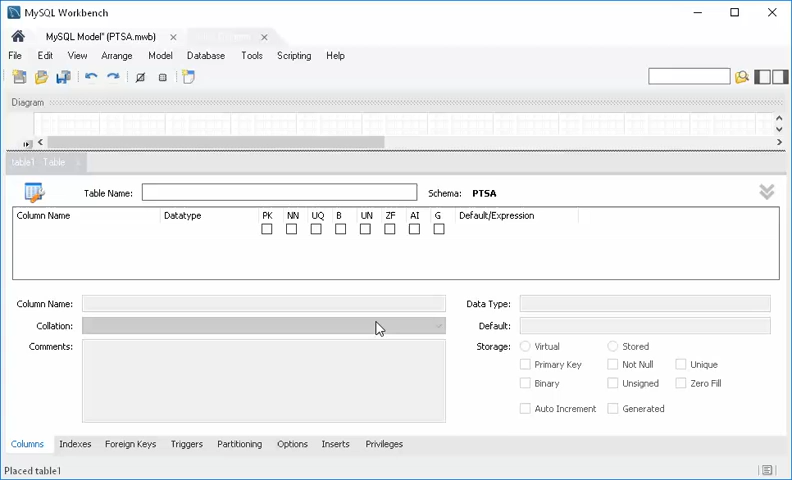 MySQL Workbench
MySQL Model* (PTSA.mwb)
File Edit View Arrange Model Database Tools Scripting Help
Diagram
table1 - Table
Table Name: Schema: PTSA
Column Name Datatype PK NN UQ B UN ZF AI G Default/Expression
Column Name: Data Type:
Collation: Default:
Comments: Storage: Virtual Stored
Primary Key Not Null Unique
Binary Unsigned Zero Fill
Auto Increment Generated
Columns Indexes Foreign Keys Triggers Partitioning Options Inserts Privileges
Placed table1